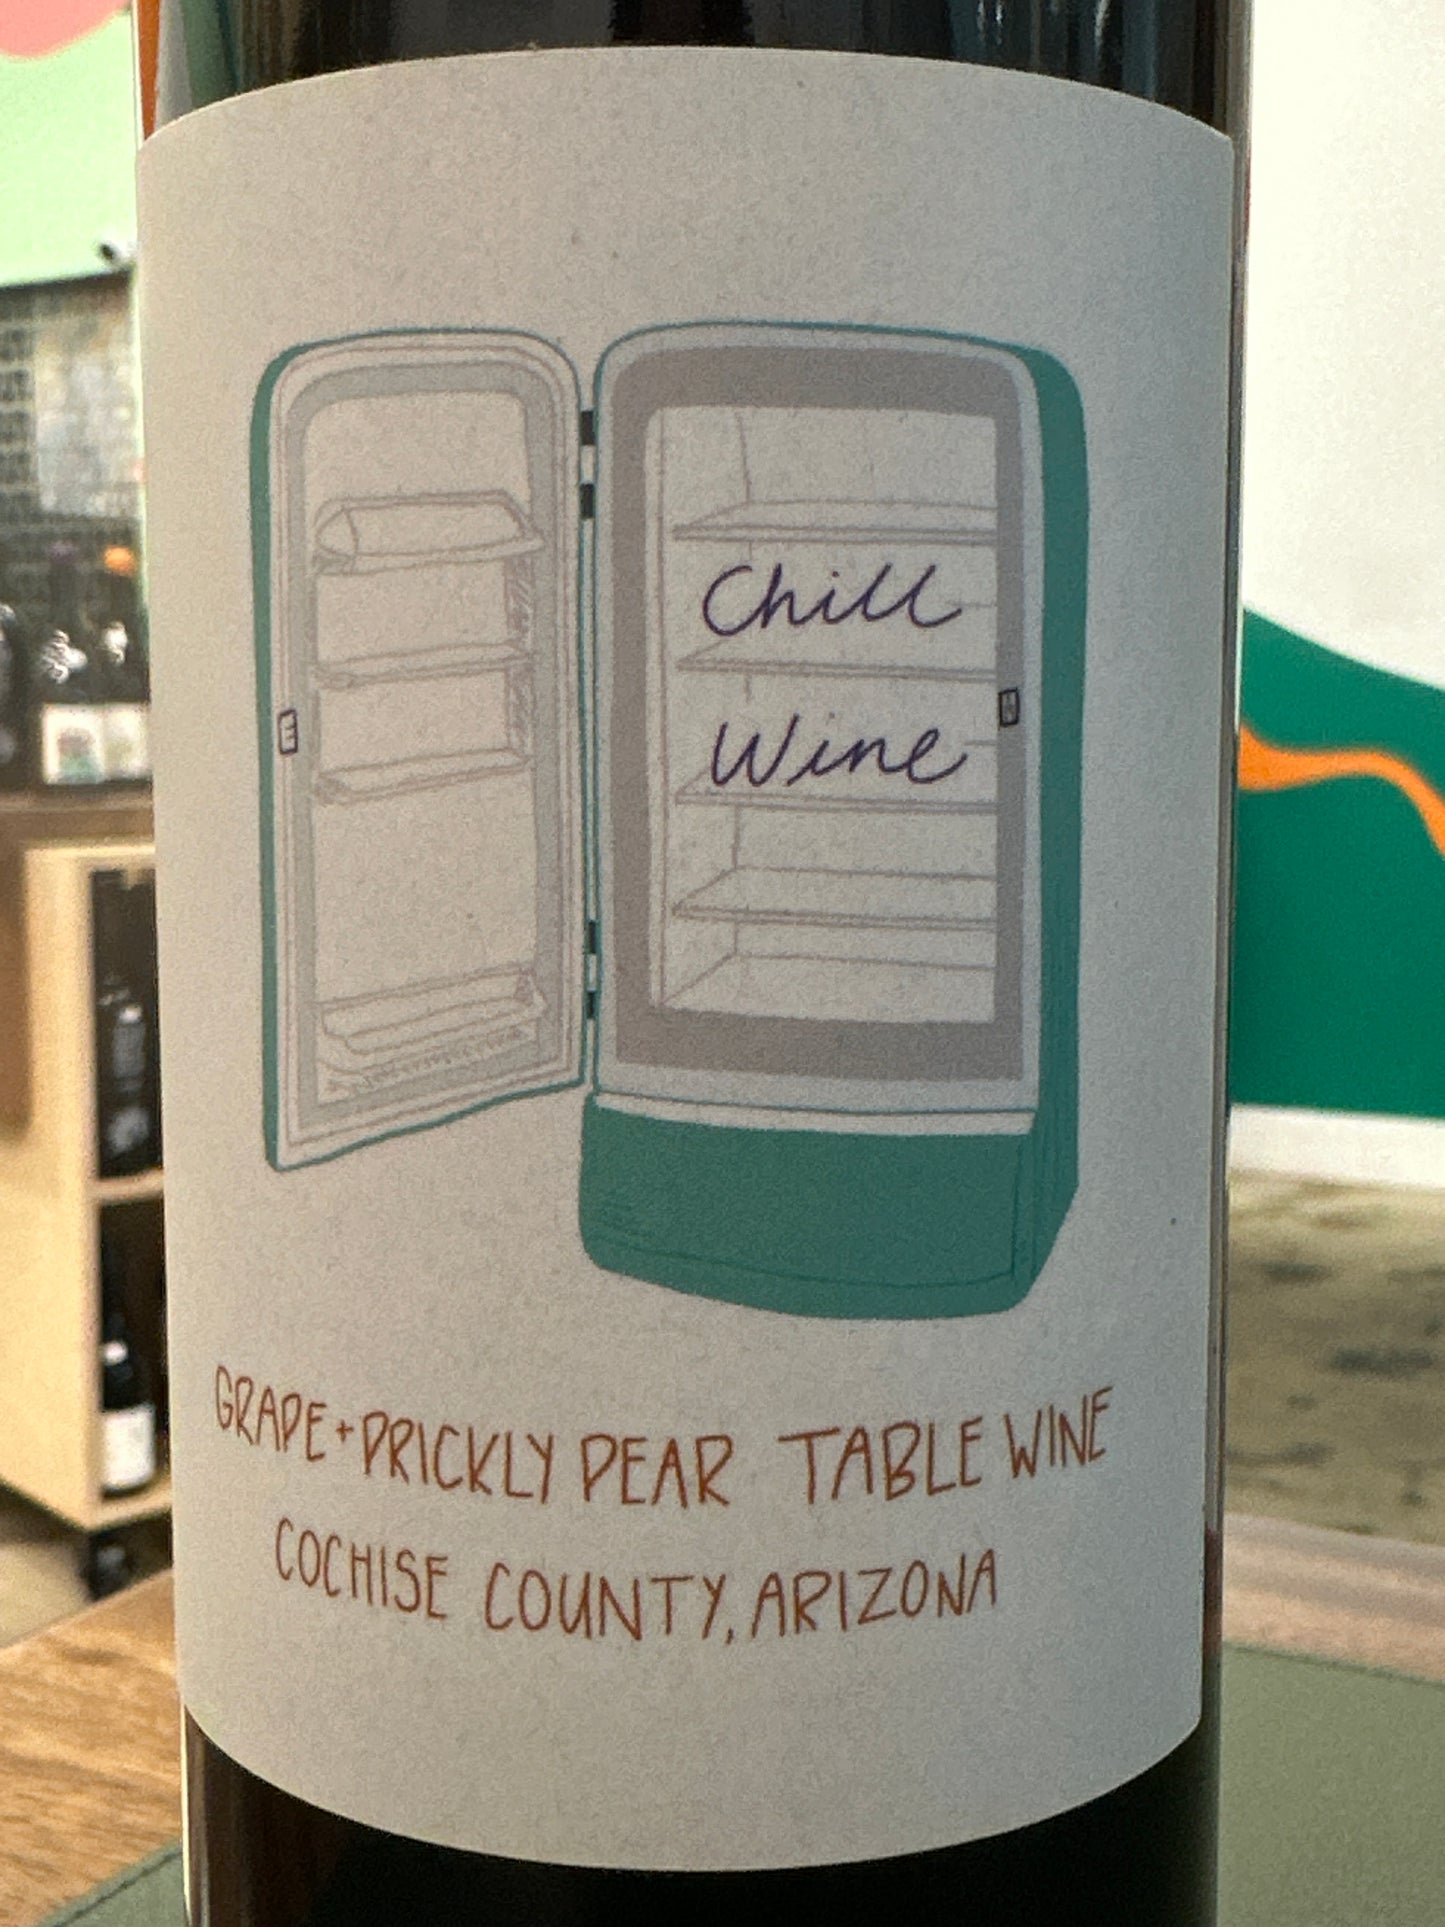 Chill
Wine
GRAPE + PRICKLY PEAR TABLE WINE
COCHISE COUNTY, ARIZONA